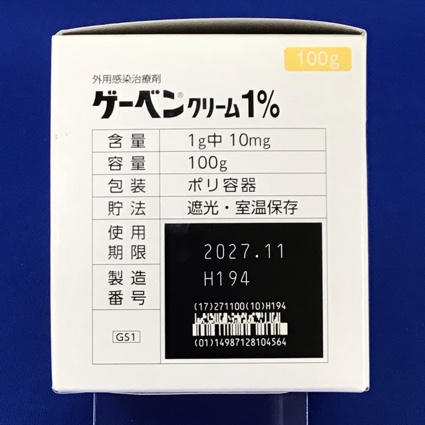 100g
外用感染治療剤
ゲーベン®クリーム1%
含量 1g中 10mg
容量 100g
包装 ポリ容器
貯法 遮光・室温保存
使用期限 2027.11
製造番号 H194
(17)271100(10)H194
(01)14987128104564
GS1